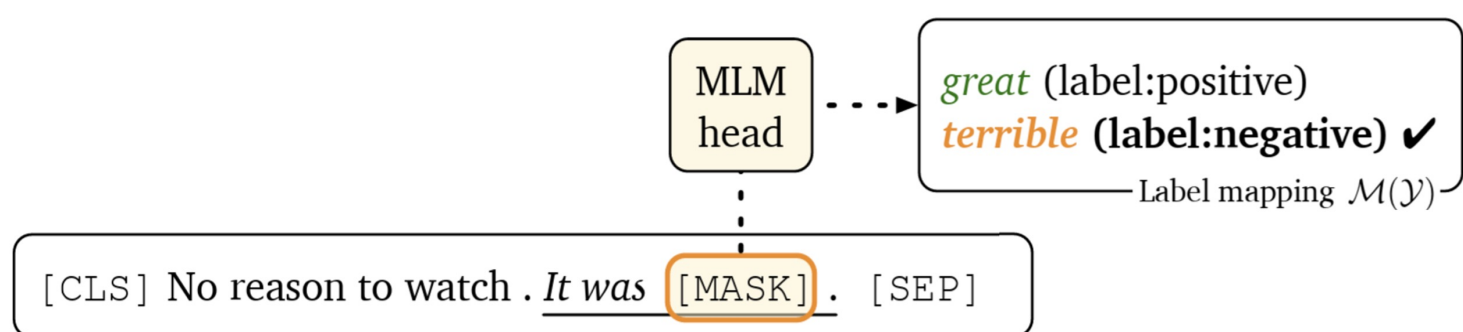 MLM
head
great (label:positive)
terrible (label:negative) ✔
Label mapping ℳ(𝒴)
[CLS] No reason to watch . It was [MASK] . [SEP]